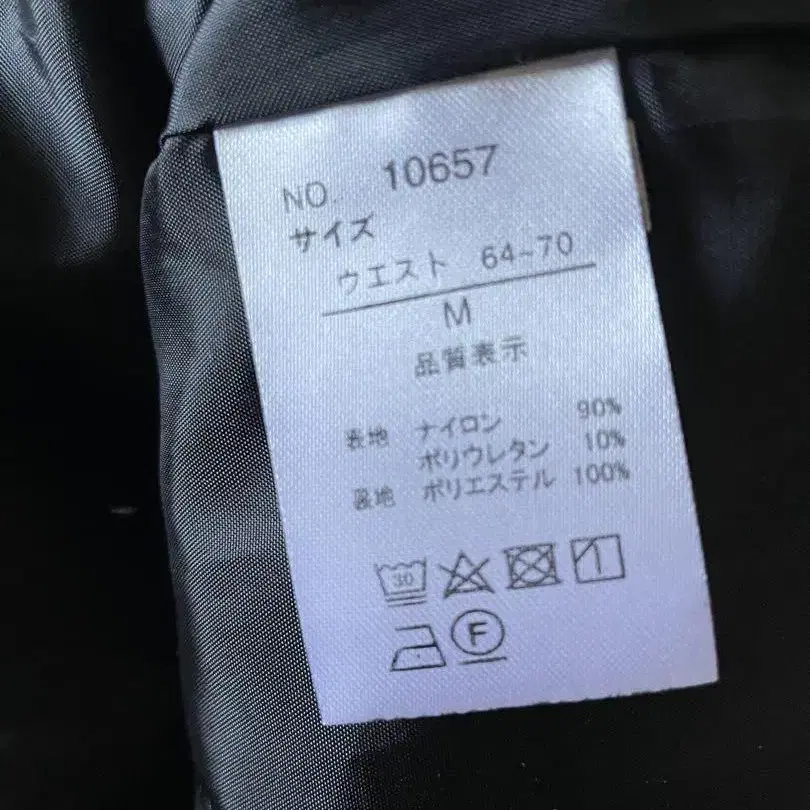 NO. 10657
サイズ
ウエスト 64~70
M
品質表示
表地 ナイロン 90%
ポリウレタン 10%
裏地 ポリエステル 100%
30
F